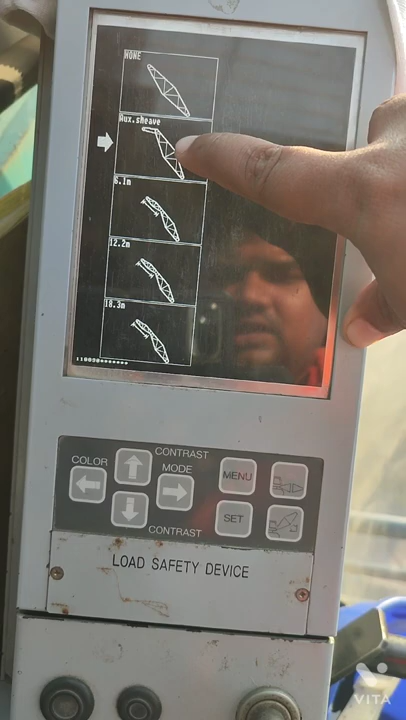 NONE
Aux.sheave
6.1m
12.2m
18.3m
CONTRAST
COLOR
MODE
MENU
SET
CONTRAST
LOAD SAFETY DEVICE
VITA